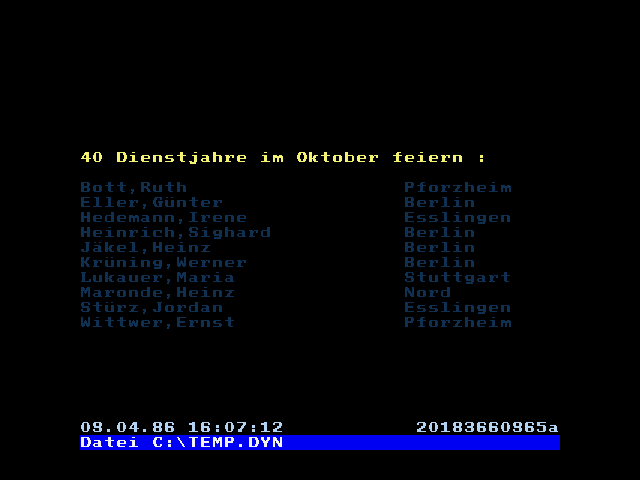 40 Dienstjahre im Oktober feiern :
Bott,Ruth Pforzheim
Eller,Günter Berlin
Hedemann,Irene Esslingen
Heinrich,Sighard Berlin
Jäkel,Heinz Berlin
Krüning,Werner Berlin
Lukauer,Maria Stuttgart
Maronde,Heinz Nord
Stürz,Jordan Esslingen
Wittwer,Ernst Pforzheim
09.04.86 16:07:12 20183660965a
Datei C:\TEMP.DYN